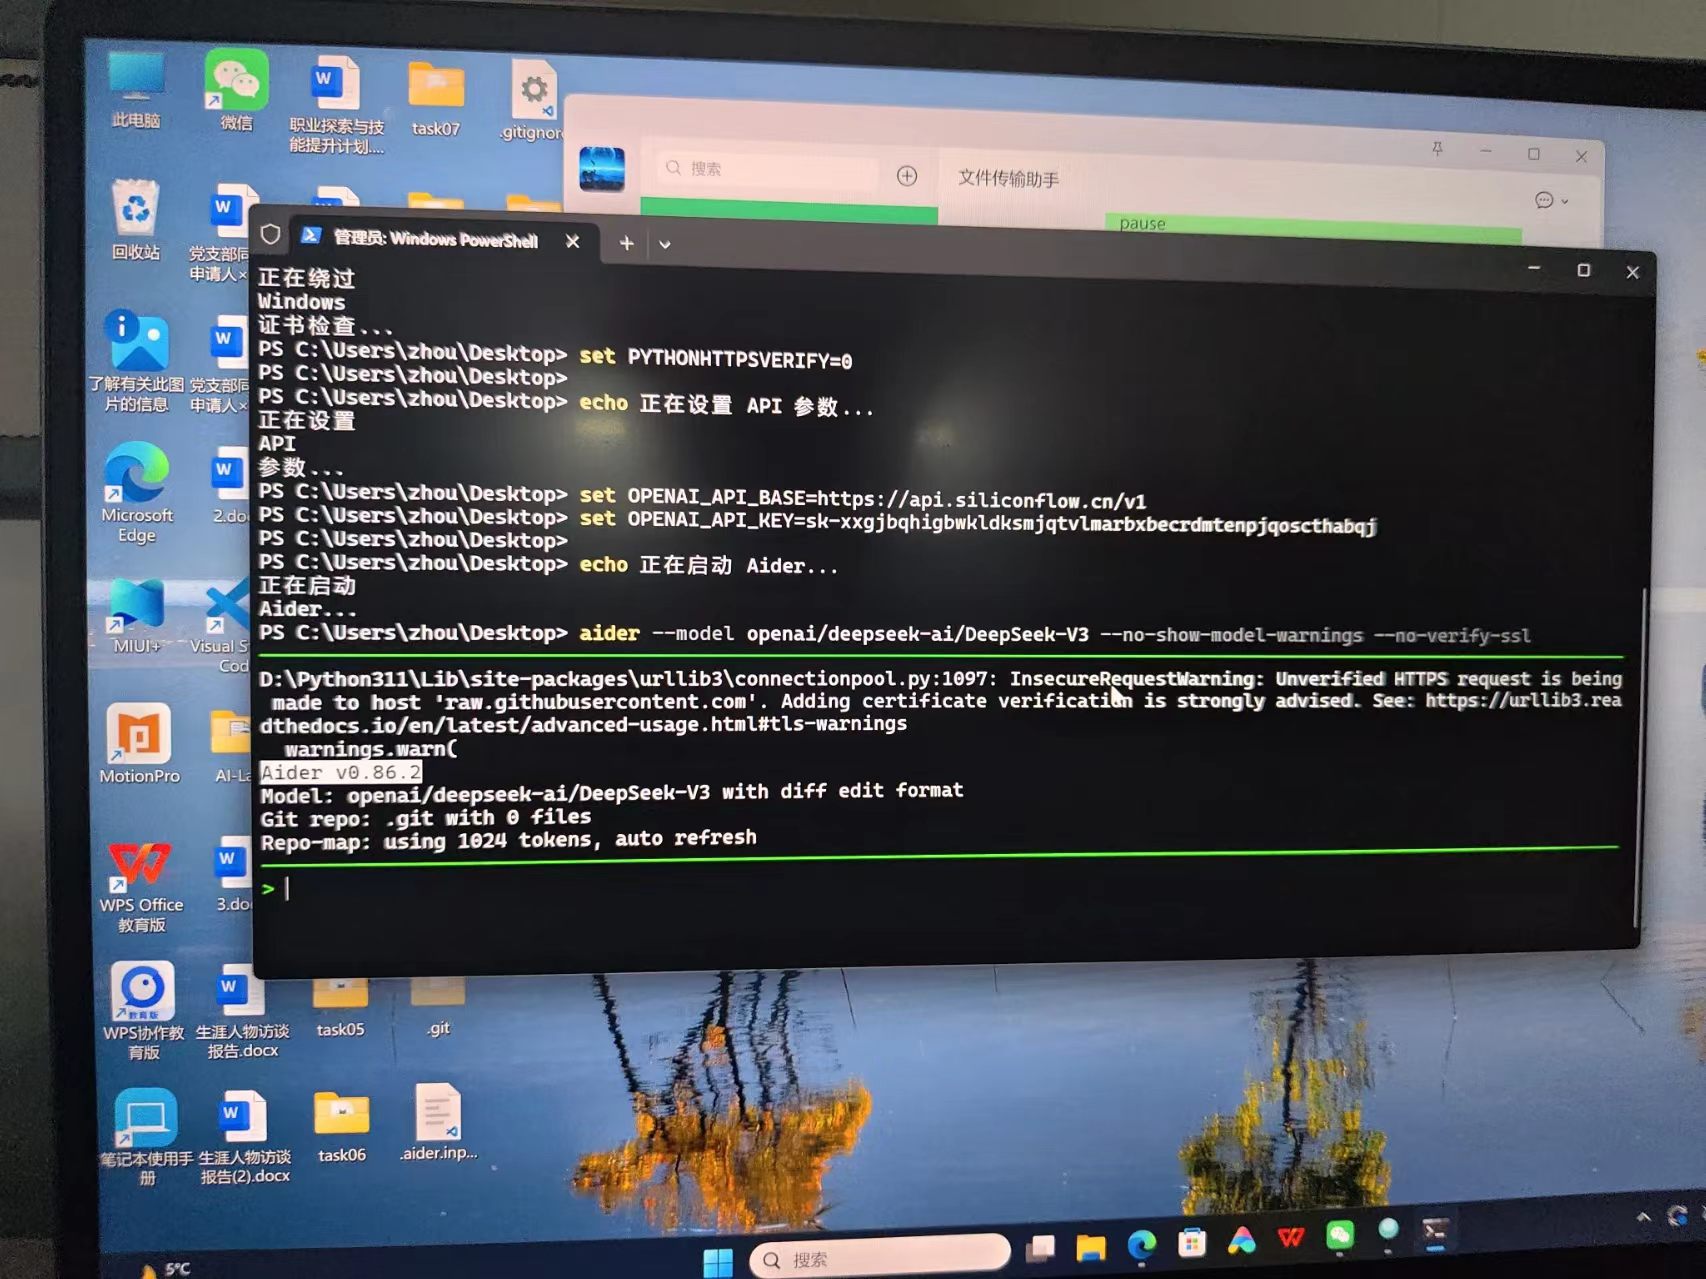 此电脑
微信
职业探索与技
能提升计划....
task07
.gitignor
搜索
文件传输助手
pause
回收站
党支部同
申请人×
管理员: Windows PowerShell
正在绕过
Windows
证书检查...
PS C:\Users\zhou\Desktop> set PYTHONHTTPSVERIFY=0
PS C:\Users\zhou\Desktop>
PS C:\Users\zhou\Desktop> echo 正在设置 API 参数...
正在设置
API
参数...
PS C:\Users\zhou\Desktop> set OPENAI_API_BASE=https://api.siliconflow.cn/v1
PS C:\Users\zhou\Desktop> set OPENAI_API_KEY=sk-xxgjbqhigbwkldksmjqtvlmarbxbecrdmtenpjqoscthabqj
PS C:\Users\zhou\Desktop>
PS C:\Users\zhou\Desktop> echo 正在启动 Aider...
正在启动
Aider...
PS C:\Users\zhou\Desktop> aider --model openai/deepseek-ai/DeepSeek-V3 --no-show-model-warnings --no-verify-ssl
D:\Python311\Lib\site-packages\urllib3\connectionpool.py:1097: InsecureRequestWarning: Unverified HTTPS request is being
made to host 'raw.githubusercontent.com'. Adding certificate verification is strongly advised. See: https://urllib3.rea
dthedocs.io/en/latest/advanced-usage.html#tls-warnings
warnings.warn(
Aider v0.86.2
Model: openai/deepseek-ai/DeepSeek-V3 with diff edit format
Git repo: .git with 0 files
Repo-map: using 1024 tokens, auto refresh
>
了解有关此图
片的信息
党支部同
申请人×
Microsoft
Edge
2.do
MIUI+
Visual S
Cod
MotionPro
AI-La
WPS Office
教育版
3.do
WPS协作教
育版
生涯人物访谈
报告.docx
task05
.git
笔记本使用手
册
生涯人物访谈
报告(2).docx
task06
.aider.inp...
5°C
搜索